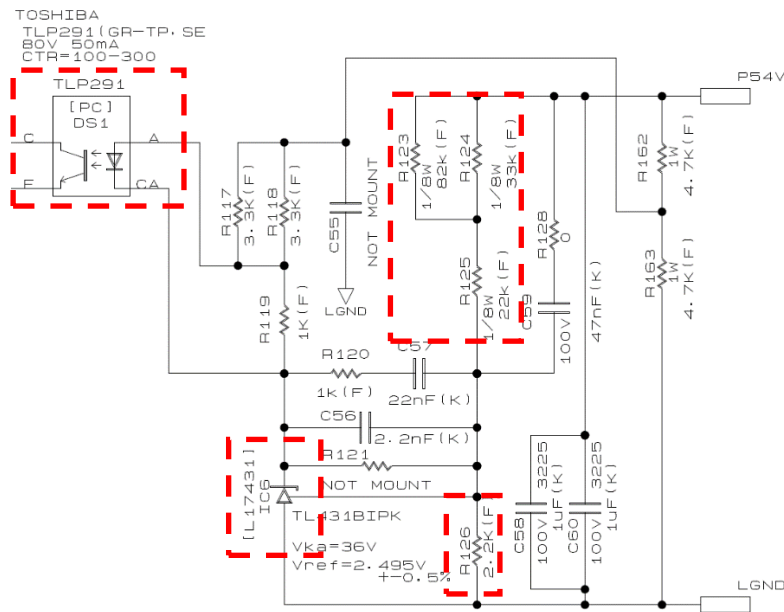 TOSHIBA
TLP291(GR-TP.SE
80V 50mA
CTR=100-300
TLP291
[PC]
DS1
C
A
E
CA
P54V
R123
1/8W
82k(F)
R124
1/8W
33k(F)
R162
1W
4.7K(F)
R117
3.3K(F)
R118
3.3K(F)
C55
NOT MOUNT
LGND
R128
0
R125
1/8W
22k(F)
C59
100V
47nF(K)
R163
1W
4.7K(F)
R119
1K(F)
R120
1k(F)
C57
22nF(K)
C56
2.2nF(K)
R121
NOT MOUNT
[L17431]
IC6
TL431BIPK
Vka=36V
Vref=2.495V
+-0.5%
R126
2.2K(F)
C58
100V
3225
1uF(K)
C60
100V
3225
1uF(K)
LGND